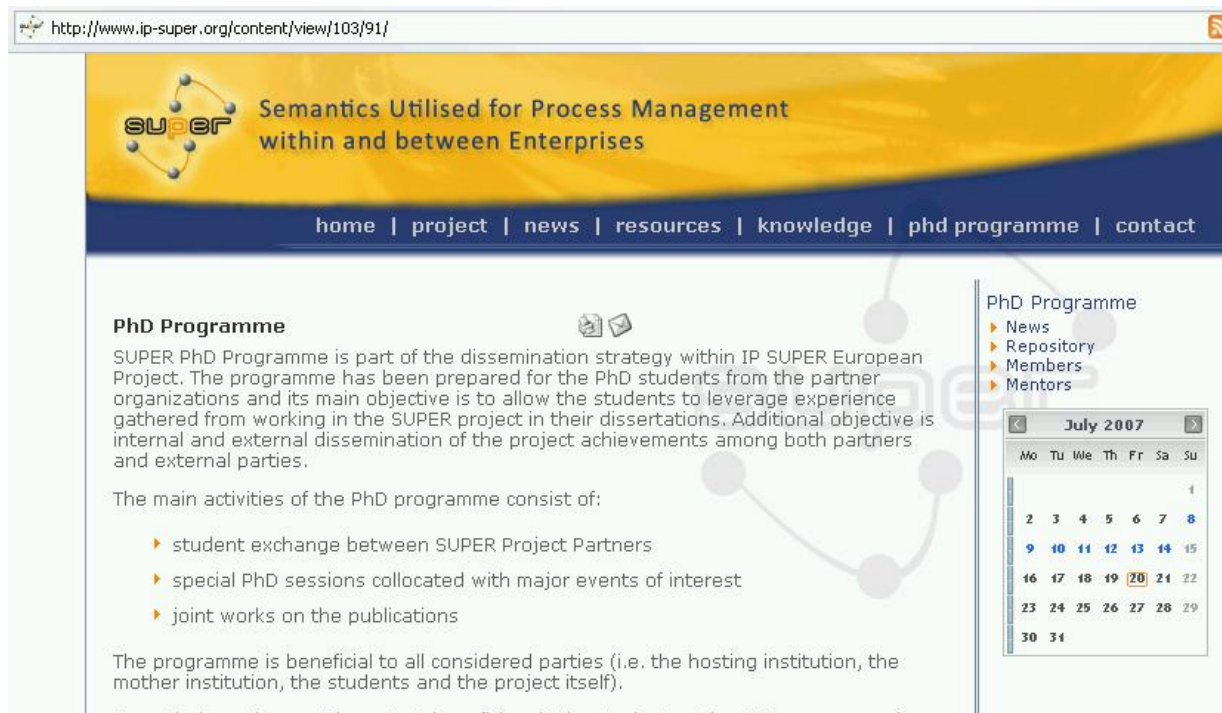 http://www.ip-super.org/content/view/103/91/
super
Semantics Utilised for Process Management
within and between Enterprises
home | project | news | resources | knowledge | phd programme | contact
PhD Programme
SUPER PhD Programme is part of the dissemination strategy within IP SUPER European
Project. The programme has been prepared for the PhD students from the partner
organizations and its main objective is to allow the students to leverage experience
gathered from working in the SUPER project in their dissertations. Additional objective is
internal and external dissemination of the project achievements among both partners
and external parties.
The main activities of the PhD programme consist of:
student exchange between SUPER Project Partners
special PhD sessions collocated with major events of interest
joint works on the publications
The programme is beneficial to all considered parties (i.e. the hosting institution, the
mother institution, the students and the project itself).
PhD Programme
News
Repository
Members
Mentors
July 2007
Mo Tu We Th Fr Sa Su
1
2 3 4 5 6 7 8
9 10 11 12 13 14 15
16 17 18 19 20 21 22
23 24 25 26 27 28 29
30 31
super